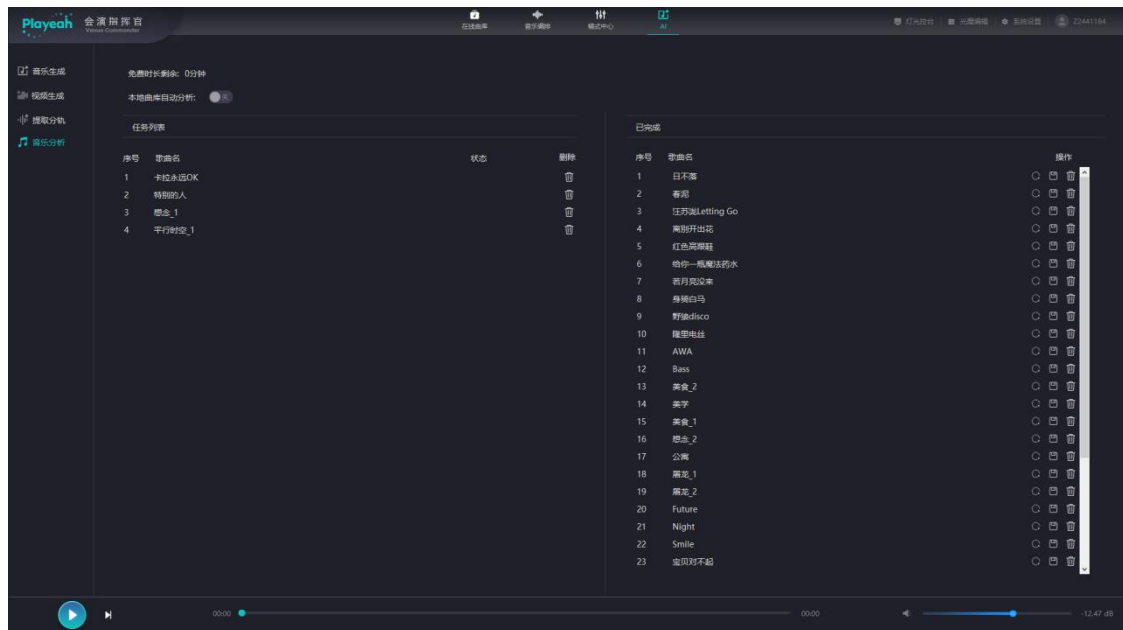 Playeah 会演指挥官
Venue Commander
在线曲库 音乐编排 模式中心 AI
灯光控台 光雕编辑 系统设置 22441184
音乐生成
视频生成
提取分轨
音乐分析
免费时长剩余: 0分钟
本地曲库自动分析: 关
任务列表
序号 歌曲名 状态 删除
1 卡拉永远OK
2 特别的人
3 想念_1
4 平行时空_1
已完成
序号 歌曲名 操作
1 日不落
2 春泥
3 汪苏泷Letting Go
4 离别开出花
5 红色高跟鞋
6 给你一瓶魔法药水
7 若月亮没来
8 身骑白马
9 野狼disco
10 隆里电丝
11 AWA
12 Bass
13 美食_2
14 美学
15 美食_1
16 想念_2
17 公寓
18 屠龙_1
19 屠龙_2
20 Future
21 Night
22 Smile
23 宝贝对不起
00:00 00:00 -12.47 dB